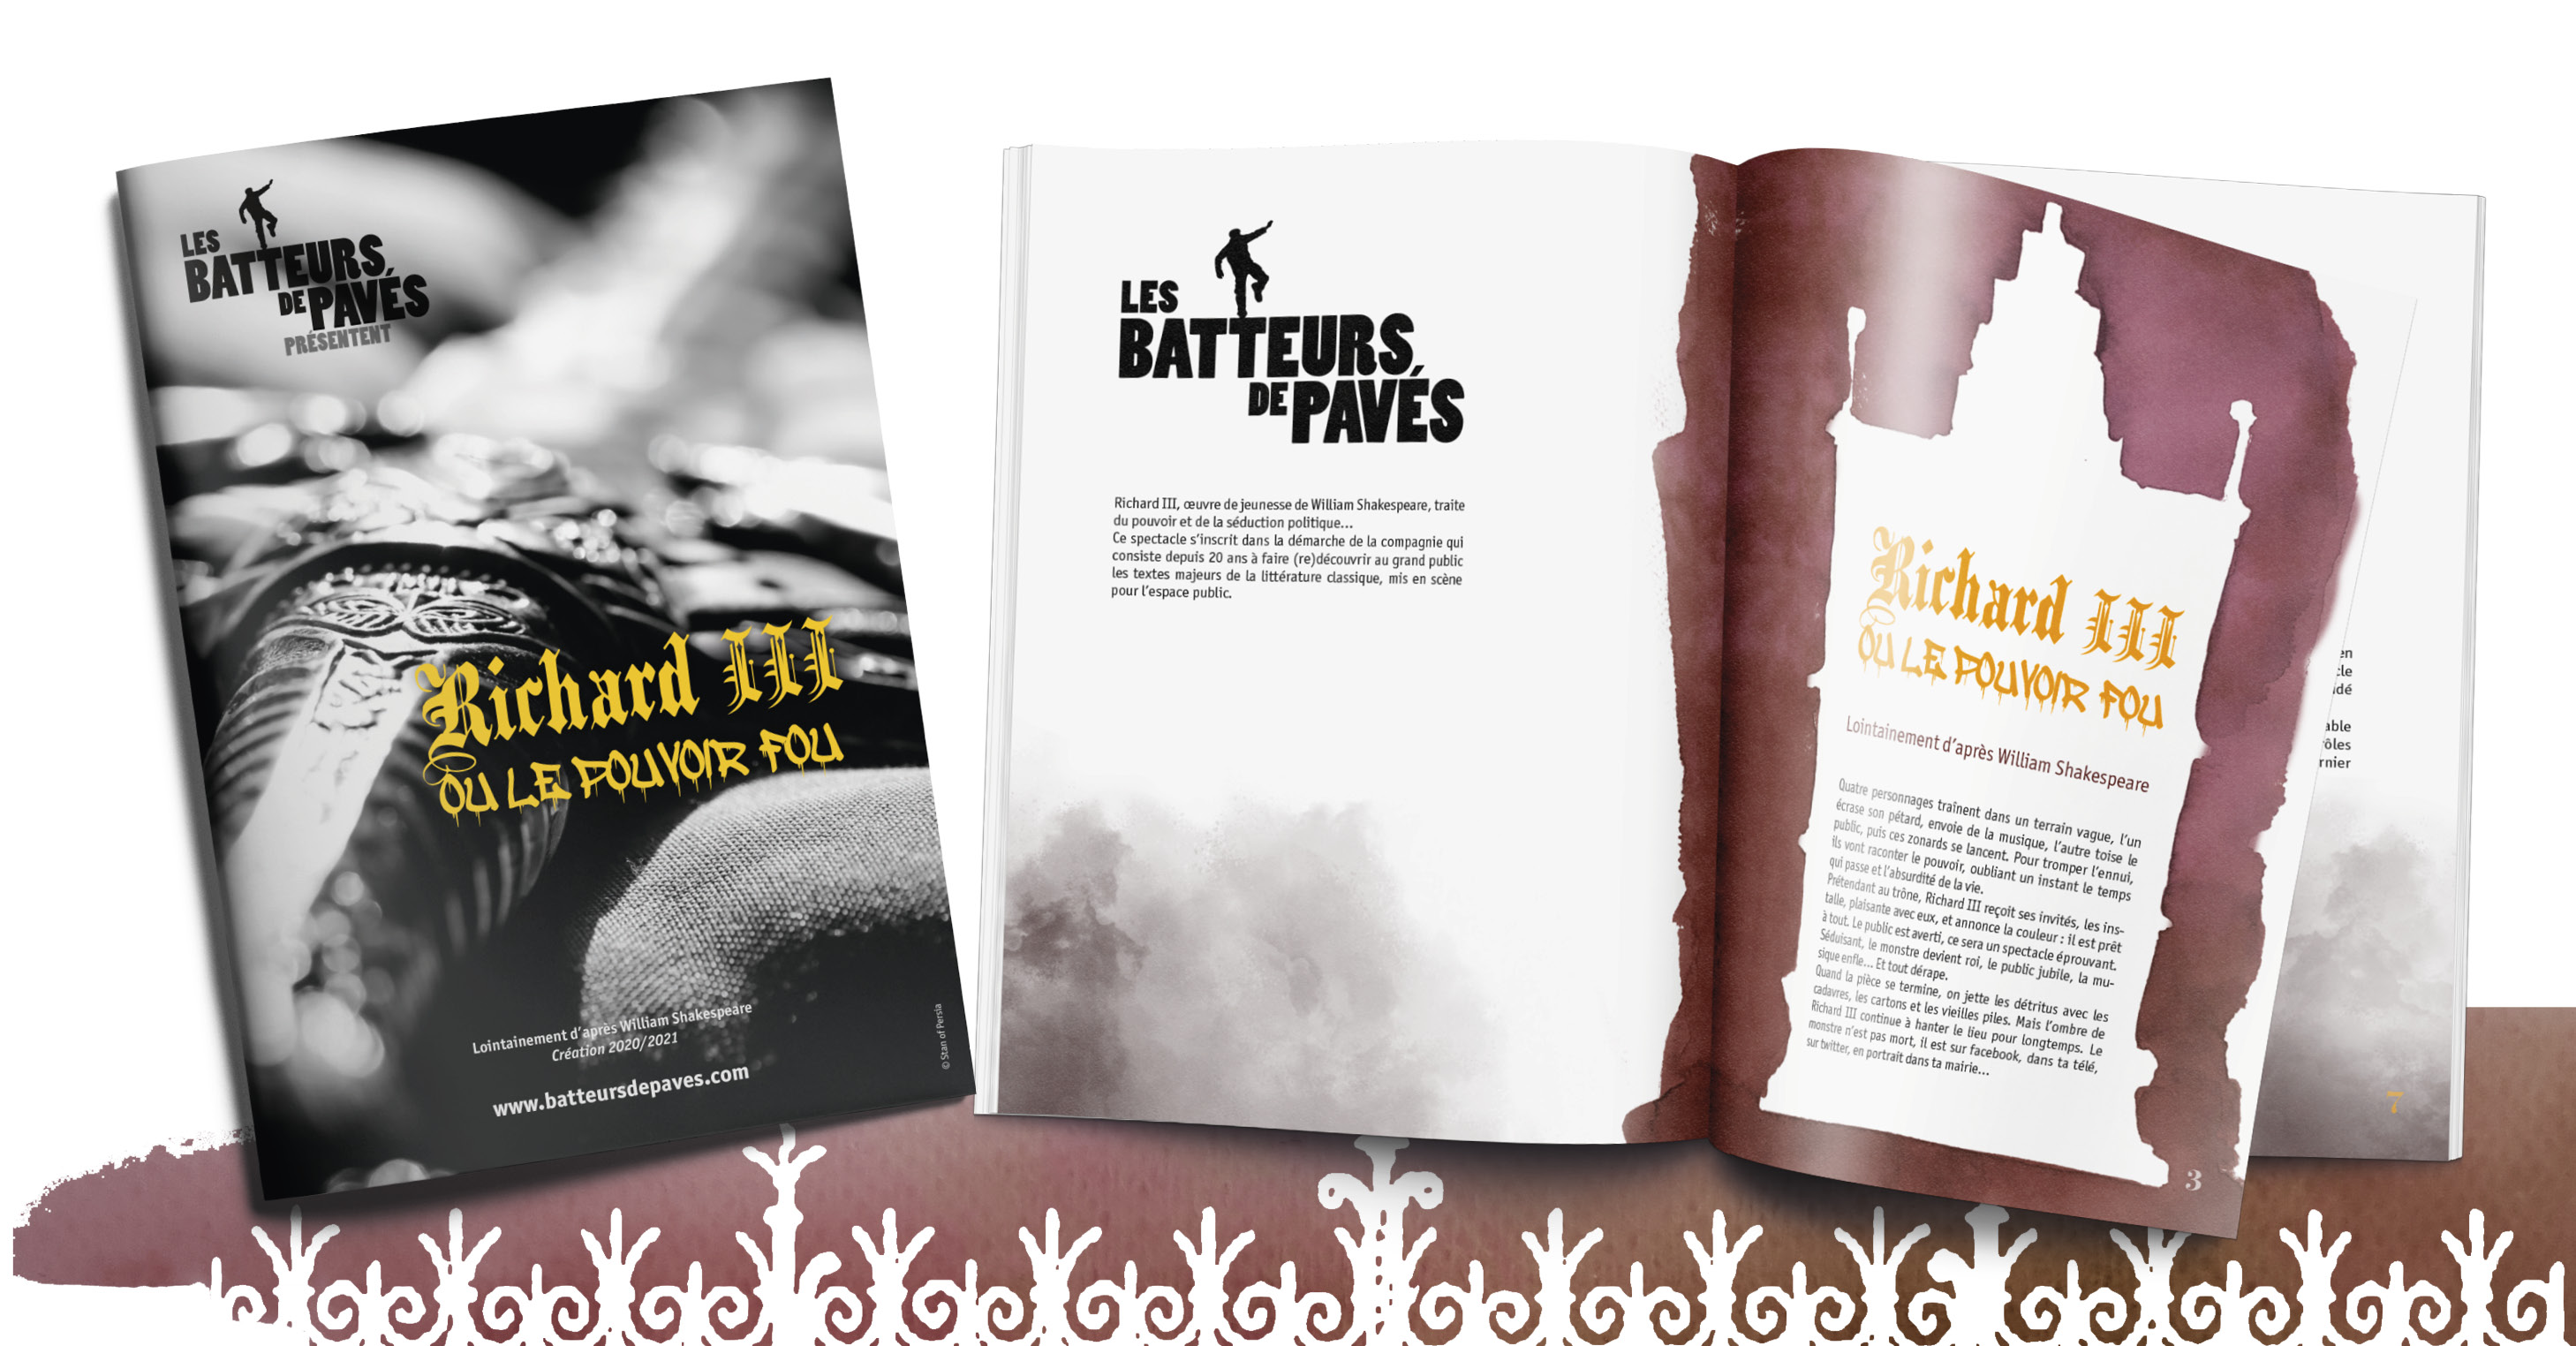 LES
BATTEURS
DE PAVÉS
PRÉSENTENT
Richard III
OU LE POUVOIR FOU
Lointainement d'après William Shakespeare
Création 2020/2021
www.batteursdepaves.com
© Stan of Persia
LES
BATTEURS
DE PAVÉS
Richard III, œuvre de jeunesse de William Shakespeare, traite
du pouvoir et de la séduction politique...
Ce spectacle s'inscrit dans la démarche de la compagnie qui
consiste depuis 20 ans à faire (re)découvrir au grand public
les textes majeurs de la littérature classique, mis en scène
pour l'espace public.
Richard III
OU LE POUVOIR FOU
Lointainement d'après William Shakespeare
Quatre personnages traînent dans un terrain vague, l'un
écrase son pétard, envoie de la musique, l'autre toise le
public, puis ces zonards se lancent. Pour tromper l'ennui,
ils vont raconter le pouvoir, oubliant un instant le temps
qui passe et l'absurdité de la vie.
Prétendant au trône, Richard III reçoit ses invités, les ins-
talle, plaisante avec eux, et annonce la couleur : il est prêt
à tout. Le public est averti, ce sera un spectacle éprouvant.
Séduisant, le monstre devient roi, le public jubile, la mu-
sique enfle... Et tout dérape.
Quand la pièce se termine, on jette les détritus avec les
cadavres, les cartons et les vieilles piles. Mais l'ombre de
Richard III continue à hanter le lieu pour longtemps. Le
monstre n'est pas mort, il est sur facebook, dans ta télé,
sur twitter, en portrait dans ta mairie...
3
en
cle
idé
able
rôles
rnier
7